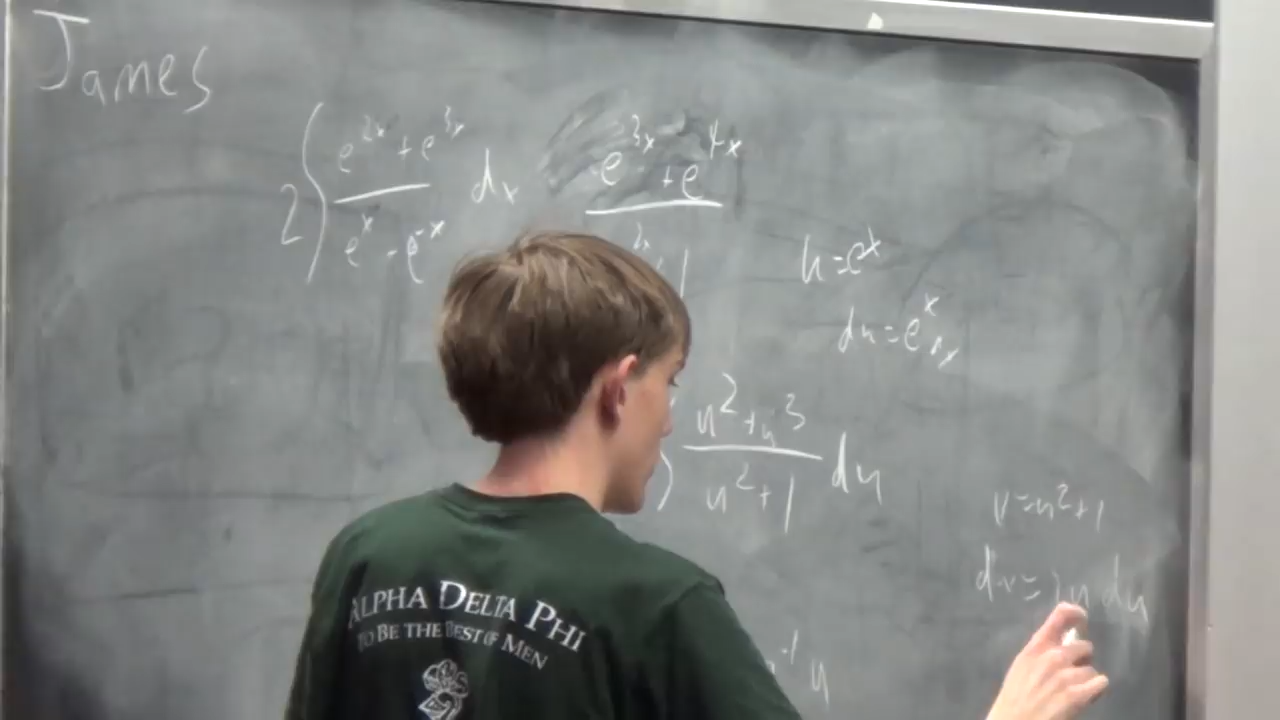 James
2) ∫ (e^{2x} + e^{3x}) / (e^x - e^{-x}) dx
(e^{3x} + e^{4x})
u = e^x
du = e^x dx
∫ (u^2 + u^3) / (u^2 + 1) du
v = u^2 + 1
dv = 2u du
^{-1} u
ALPHA DELTA PHI
TO BE THE BEST OF MEN